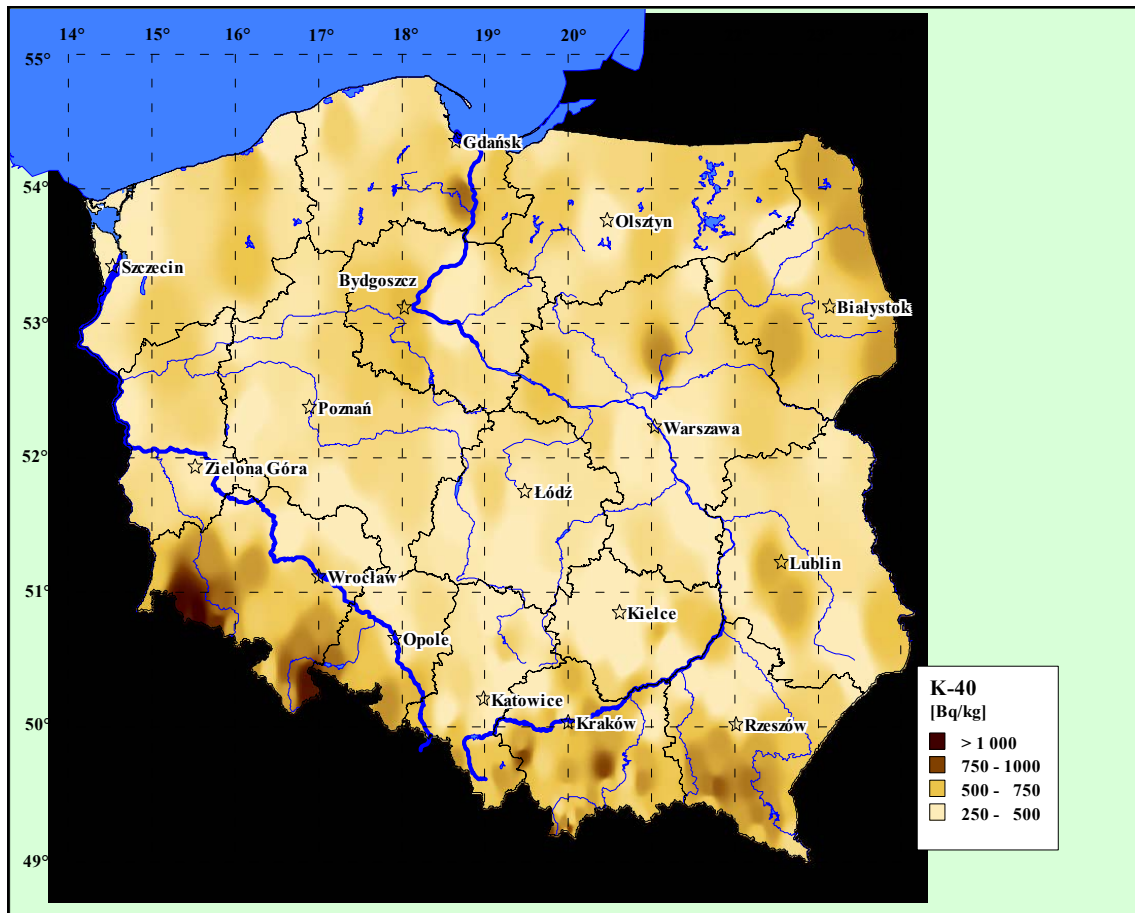 14° 15° 16° 17° 18° 19° 20°
55°
Gdańsk
54°
Olsztyn
Szczecin
Bydgoszcz
Białystok
53°
Poznań
Warszawa
52°
Zielona Góra
Łódź
Lublin
Wrocław
51°
Kielce
Opole
Katowice
50°
Kraków
Rzeszów
49°
K-40
[Bq/kg]
> 1 000
750 - 1000
500 - 750
250 - 500